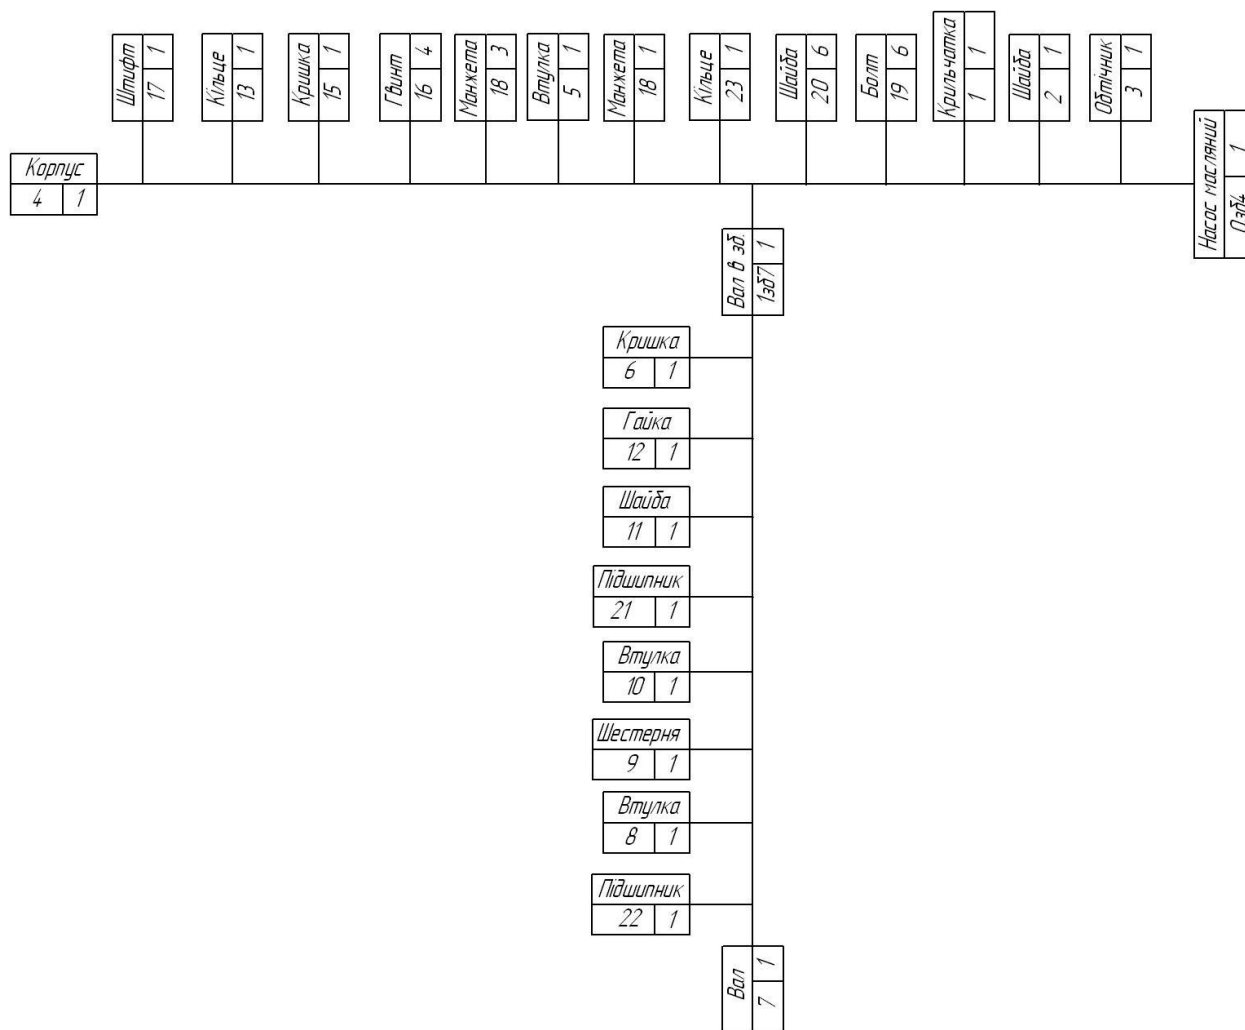 Штифт
17 1
Кільце
13 1
Кришка
15 1
Гвинт
16 4
Манжета
18 3
Втулка
5 1
Манжета
18 1
Кільце
23 1
Шайба
20 6
Болт
19 6
Крильчатка
1 1
Шайба
2 1
Обтічник
3 1
Корпус
4 1
Насос масляний
0зб4 1
Вал в зб.
1зб7 1
Кришка
6 1
Гайка
12 1
Шайба
11 1
Підшипник
21 1
Втулка
10 1
Шестерня
9 1
Втулка
8 1
Підшипник
22 1
Вал
7 1